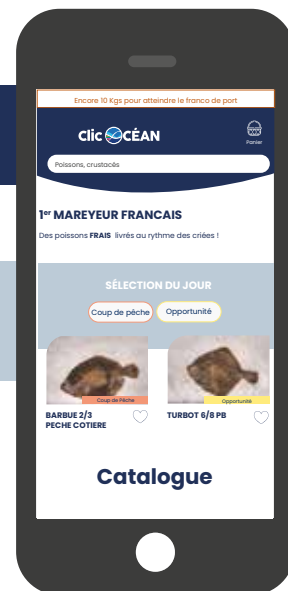 Encore 10 Kgs pour atteindre le franco de port
Clic OCÉAN
Panier
Poissons, crustacés
1er MAREYEUR FRANCAIS
Des poissons FRAIS livrés au rythme des criées !
SÉLECTION DU JOUR
Coup de pêche
Opportunité
Coup de Pêche
Opportunité
BARBUE 2/3
PECHE COTIERE
TURBOT 6/8 PB
Catalogue